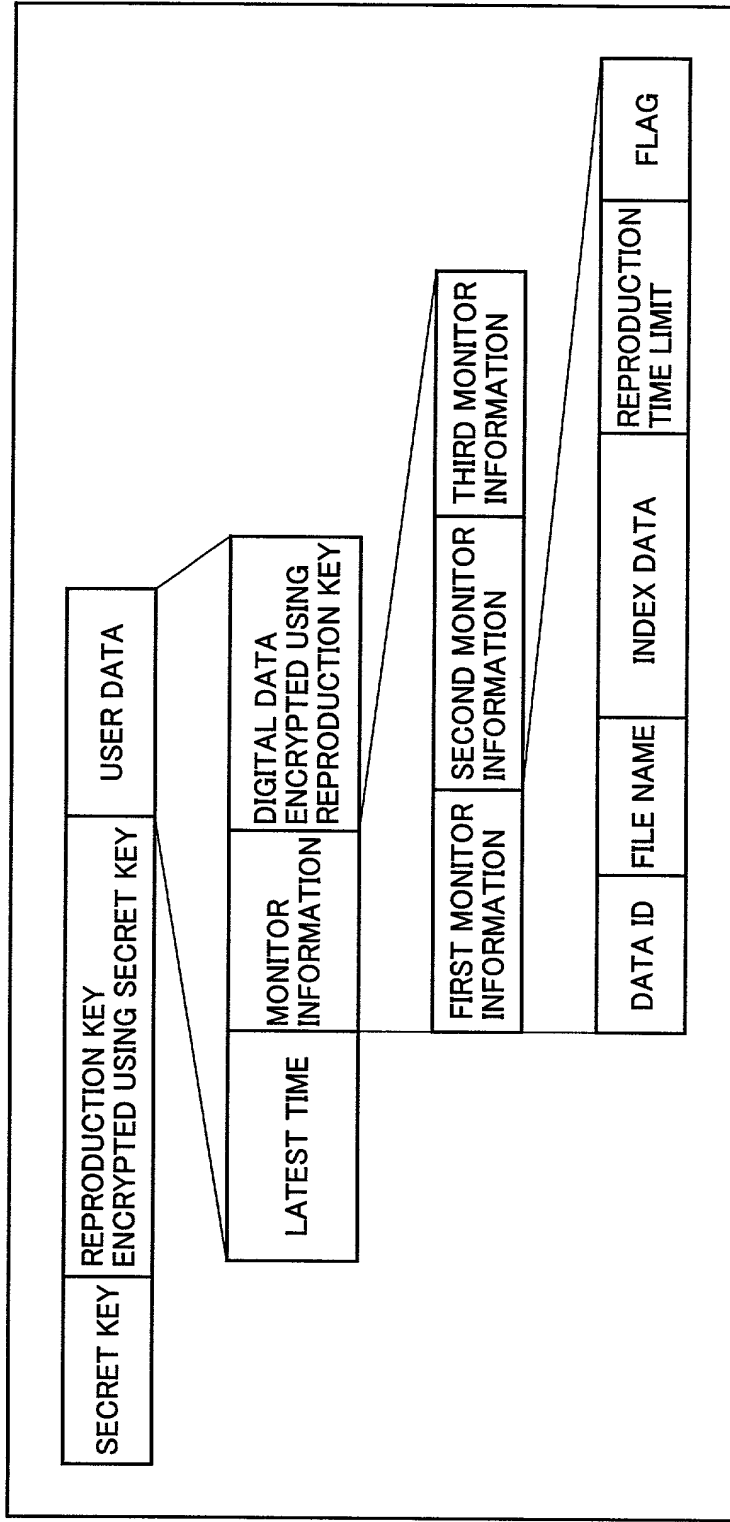 SECRET KEY
REPRODUCTION KEY
ENCRYPTED USING SECRET KEY
USER DATA
LATEST TIME
MONITOR
INFORMATION
DIGITAL DATA
ENCRYPTED USING
REPRODUCTION KEY
FIRST MONITOR
INFORMATION
SECOND MONITOR
INFORMATION
THIRD MONITOR
INFORMATION
DATA ID
FILE NAME
INDEX DATA
REPRODUCTION
TIME LIMIT
FLAG